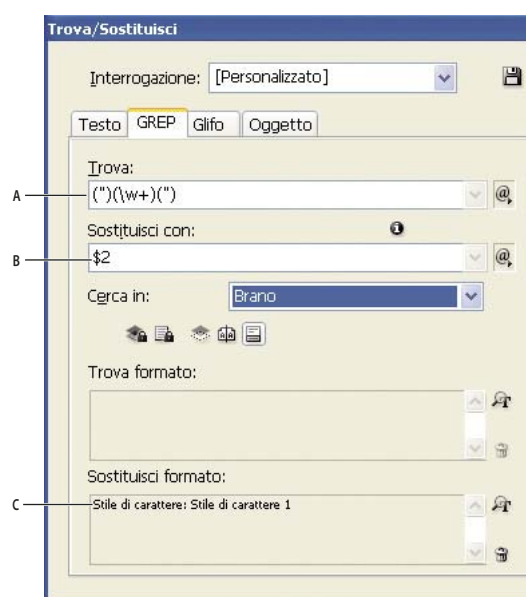 Trova/Sostituisci
Interrogazione: [Personalizzato]
Testo GREP Glifo Oggetto
Trova:
A (")(\w+)(")
Sostituisci con:
B $2
Cerca in: Brano
Trova formato:
Sostituisci formato:
C Stile di carattere: Stile di carattere 1